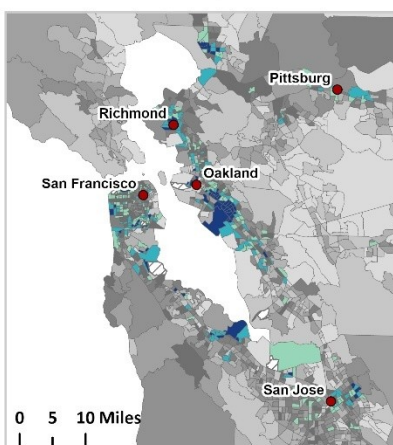 Pittsburg
Richmond
Oakland
San Francisco
San Jose
0 5 10 Miles